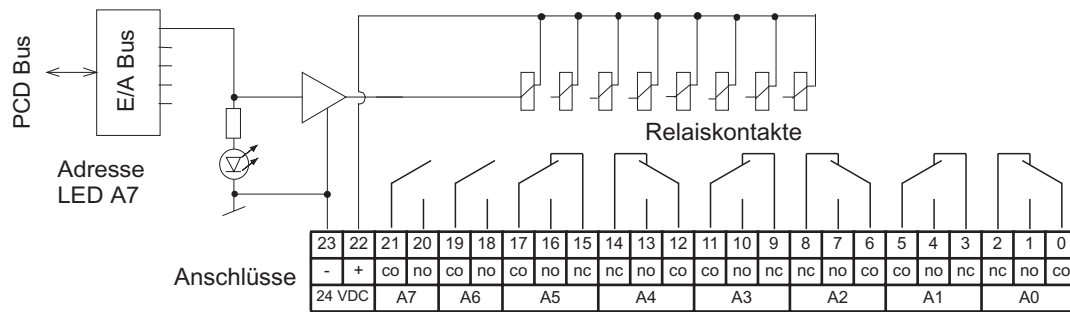 PCD Bus
E/A Bus
Relaiskontakte
Adresse
LED A7
Anschlüsse
23 22 21 20 19 18 17 16 15 14 13 12 11 10 9 8 7 6 5 4 3 2 1 0
- + co no co no co no nc nc no co co no nc nc no co co no nc nc no co
24 VDC A7 A6 A5 A4 A3 A2 A1 A0